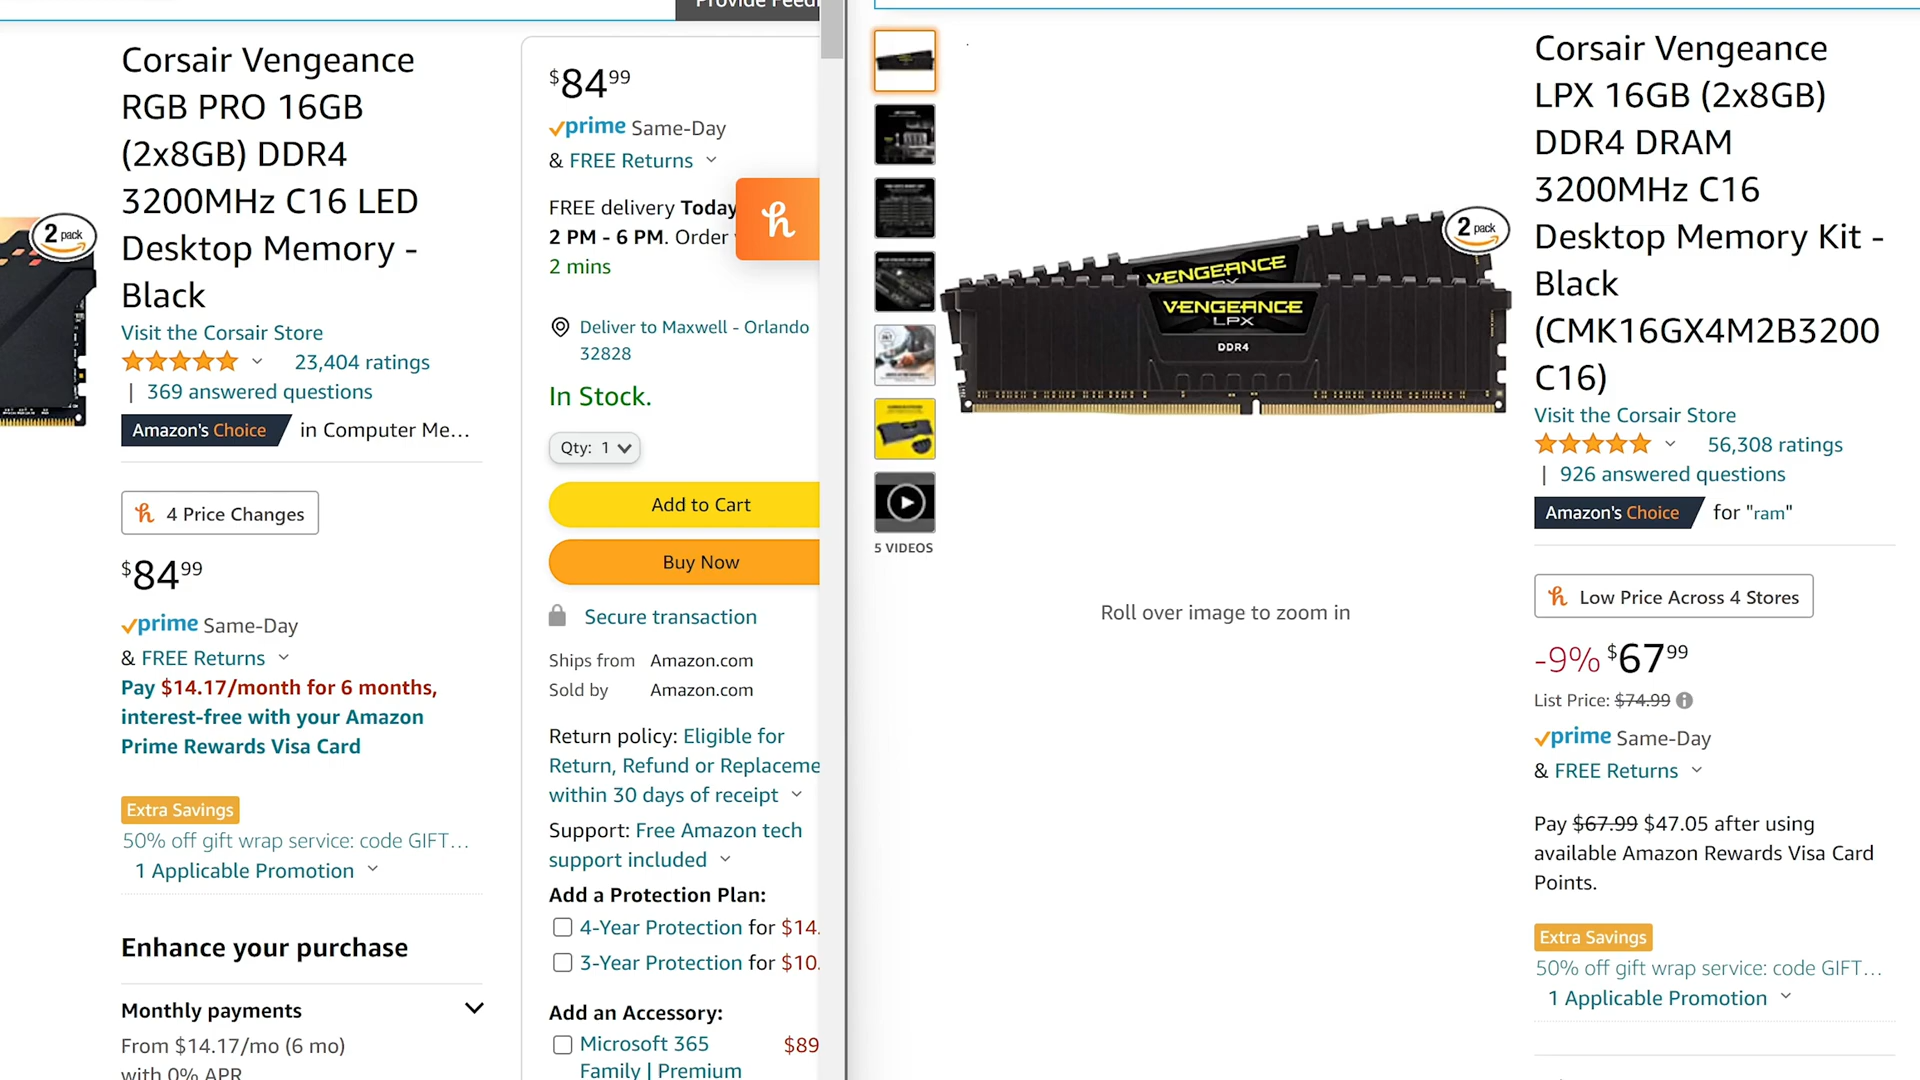 Corsair Vengeance
RGB PRO 16GB
(2x8GB) DDR4
3200MHz C16 LED
Desktop Memory -
Black
Visit the Corsair Store
23,404 ratings
| 369 answered questions
Amazon's Choice in Computer Me...
4 Price Changes
$84 99
prime Same-Day
& FREE Returns
Pay $14.17/month for 6 months,
interest-free with your Amazon
Prime Rewards Visa Card
Extra Savings
50% off gift wrap service: code GIFT...
1 Applicable Promotion
Enhance your purchase
Monthly payments
From $14.17/mo (6 mo)
with 0% APR
2 pack
$84 99
prime Same-Day
& FREE Returns
FREE delivery Today
2 PM - 6 PM. Order
2 mins
Deliver to Maxwell - Orlando
32828
In Stock.
Qty: 1
Add to Cart
Buy Now
Secure transaction
Ships from Amazon.com
Sold by Amazon.com
Return policy: Eligible for
Return, Refund or Replaceme
within 30 days of receipt
Support: Free Amazon tech
support included
Add a Protection Plan:
4-Year Protection for $14.
3-Year Protection for $10.
Add an Accessory:
Microsoft 365 $89
Family | Premium
5 VIDEOS
2 pack
VENGEANCE
VENGEANCE
LPX
DDR4
Roll over image to zoom in
Corsair Vengeance
LPX 16GB (2x8GB)
DDR4 DRAM
3200MHz C16
Desktop Memory Kit -
Black
(CMK16GX4M2B3200
C16)
Visit the Corsair Store
56,308 ratings
| 926 answered questions
Amazon's Choice for "ram"
Low Price Across 4 Stores
-9% $67 99
List Price: $74.99
prime Same-Day
& FREE Returns
Pay $67.99 $47.05 after using
available Amazon Rewards Visa Card
Points.
Extra Savings
50% off gift wrap service: code GIFT...
1 Applicable Promotion